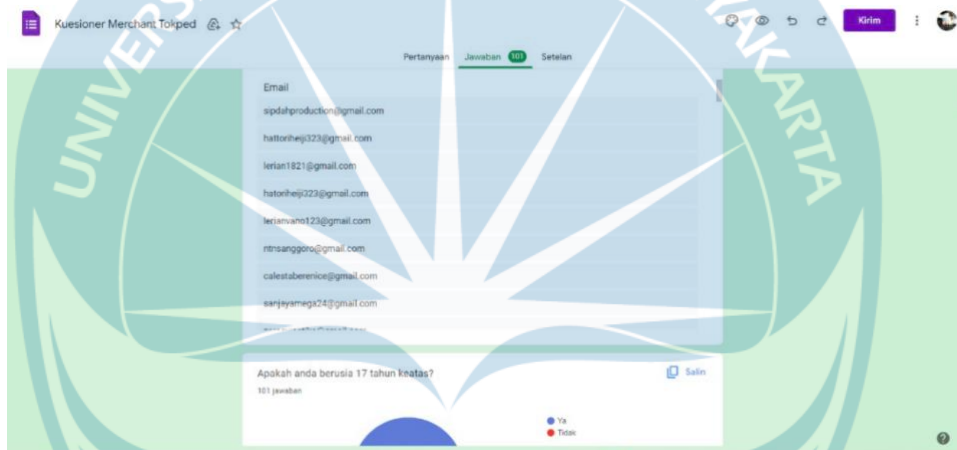 Kuesioner Merchant Tokped
Kirim
Pertanyaan Jawaban 101 Setelan
Email
sipdahproduction@gmail.com
hattoriheiji323@gmail.com
lerian1821@gmail.com
hatoriheiji323@gmail.com
lerianvano123@gmail.com
ntnsanggoro@gmail.com
calestaberenice@gmail.com
sanjayamega24@gmail.com
Apakah anda berusia 17 tahun keatas?
Salin
101 jawaban
Ya
Tidak
UNIVERS
YAKARTA